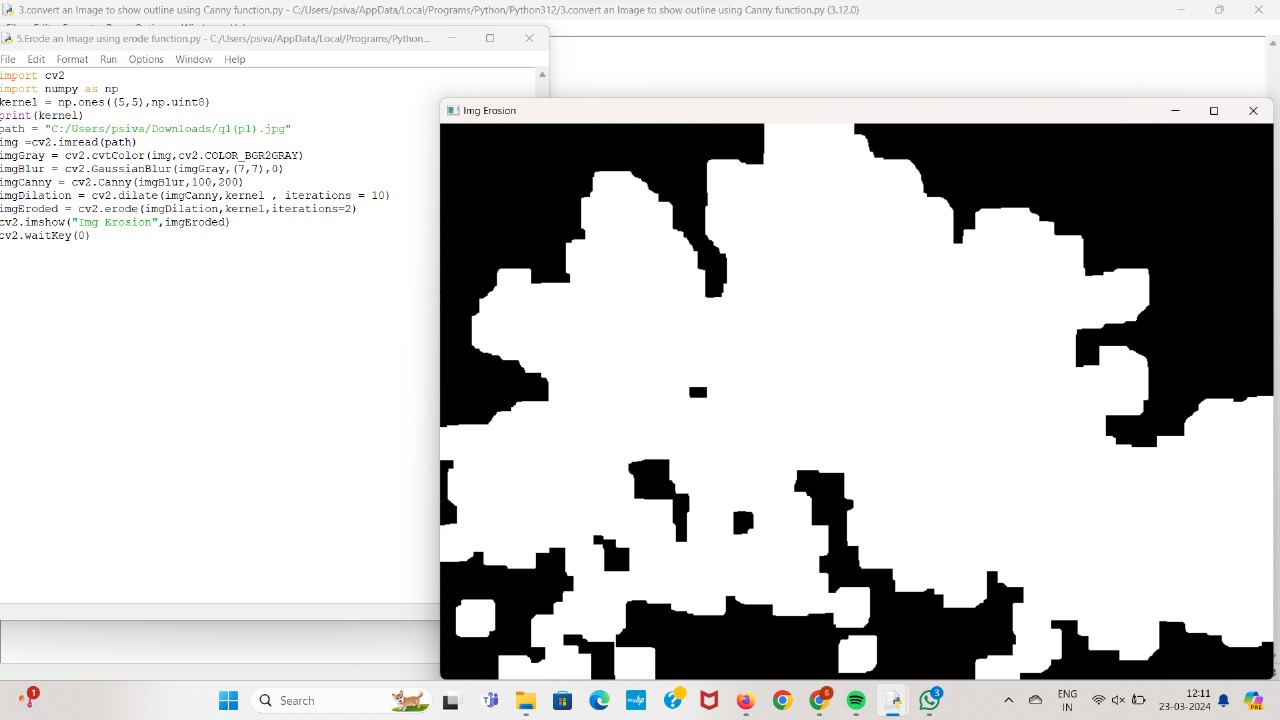 3.convert an Image to show outline using Canny function.py - C:/Users/psiva/AppData/Local/Programs/Python/Python312/3.convert an Image to show outline using Canny function.py (3.12.0)
5.Erode an Image using erode function.py - C:/Users/psiva/AppData/Local/Programs/Python...
File Edit Format Run Options Window Help
import cv2
import numpy as np
kernel = np.ones((5,5),np.uint8)
print(kernel)
path = "C:/Users/psiva/Downloads/q1(p1).jpg"
img =cv2.imread(path)
imgGray = cv2.cvtColor(img,cv2.COLOR_BGR2GRAY)
imgBlur = cv2.GaussianBlur(imgGray,(7,7),0)
imgCanny = cv2.Canny(imgBlur,100,200)
imgDilation = cv2.dilate(imgCanny,kernel , iterations = 10)
imgEroded = cv2.erode(imgDilation,kernel,iterations=2)
cv2.imshow("Img Erosion",imgEroded)
cv2.waitKey(0)
Img Erosion
1
Search
S
3
ENG
IN
12:11
23-03-2024